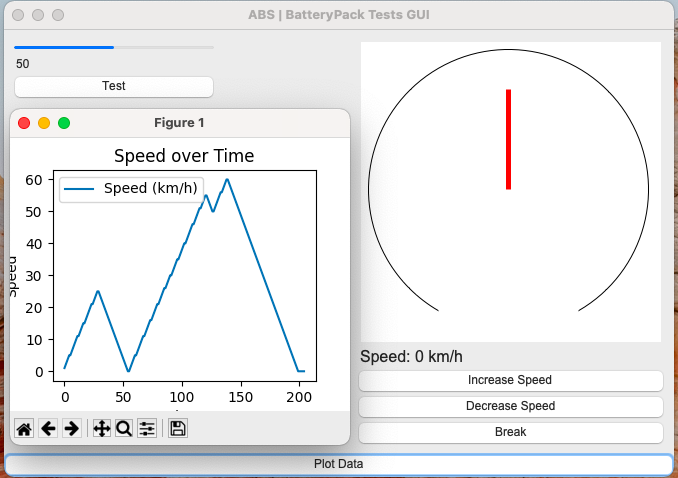 ABS | BatteryPack Tests GUI
50
Test
Figure 1
Speed over Time
Speed (km/h)
60
50
40
30
20
10
0
Speed
0
50
100
150
200
Speed: 0 km/h
Increase Speed
Decrease Speed
Break
Plot Data